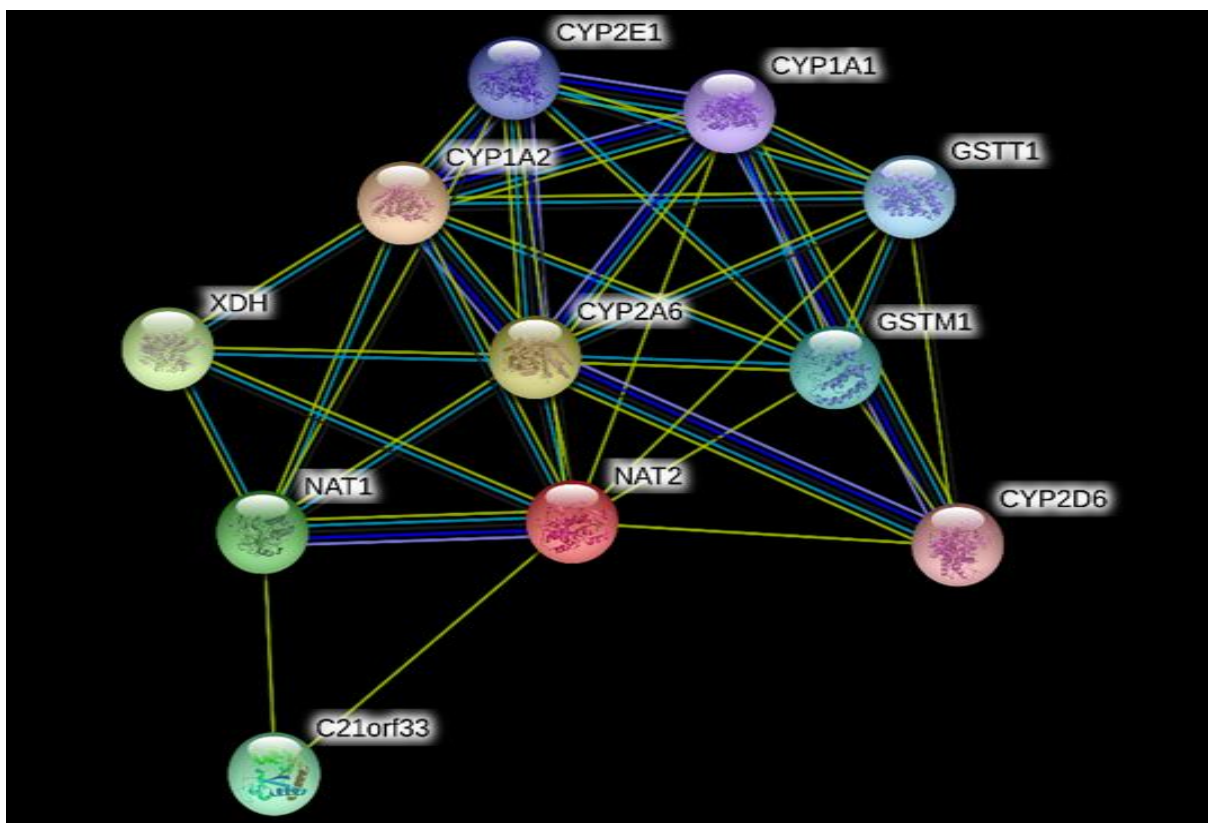 CYP2E1
CYP1A1
CYP1A2
GSTT1
XDH
CYP2A6
GSTM1
NAT1
NAT2
CYP2D6
C21orf33